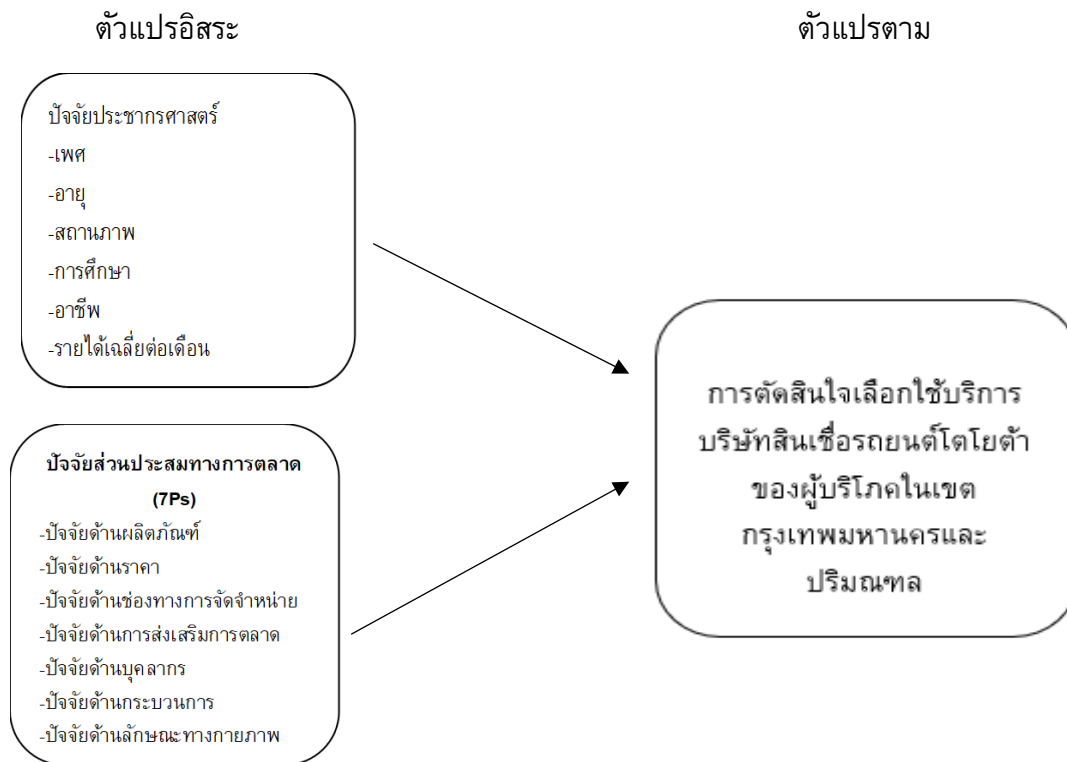 ตัวแปรอิสระ
ตัวแปรตาม
ปัจจัยประชากรศาสตร์
-เพศ
-อายุ
-สถานภาพ
-การศึกษา
-อาชีพ
-รายได้เฉลี่ยต่อเดือน
ปัจจัยส่วนประสมทางการตลาด
(7Ps)
-ปัจจัยด้านผลิตภัณฑ์
-ปัจจัยด้านราคา
-ปัจจัยด้านช่องทางการจัดจำหน่าย
-ปัจจัยด้านการส่งเสริมการตลาด
-ปัจจัยด้านบุคลากร
-ปัจจัยด้านกระบวนการ
-ปัจจัยด้านลักษณะทางกายภาพ
การตัดสินใจเลือกใช้บริการ
บริษัทสินเชื่อรถยนต์โตโยต้า
ของผู้บริโภคในเขต
กรุงเทพมหานครและ
ปริมณฑล